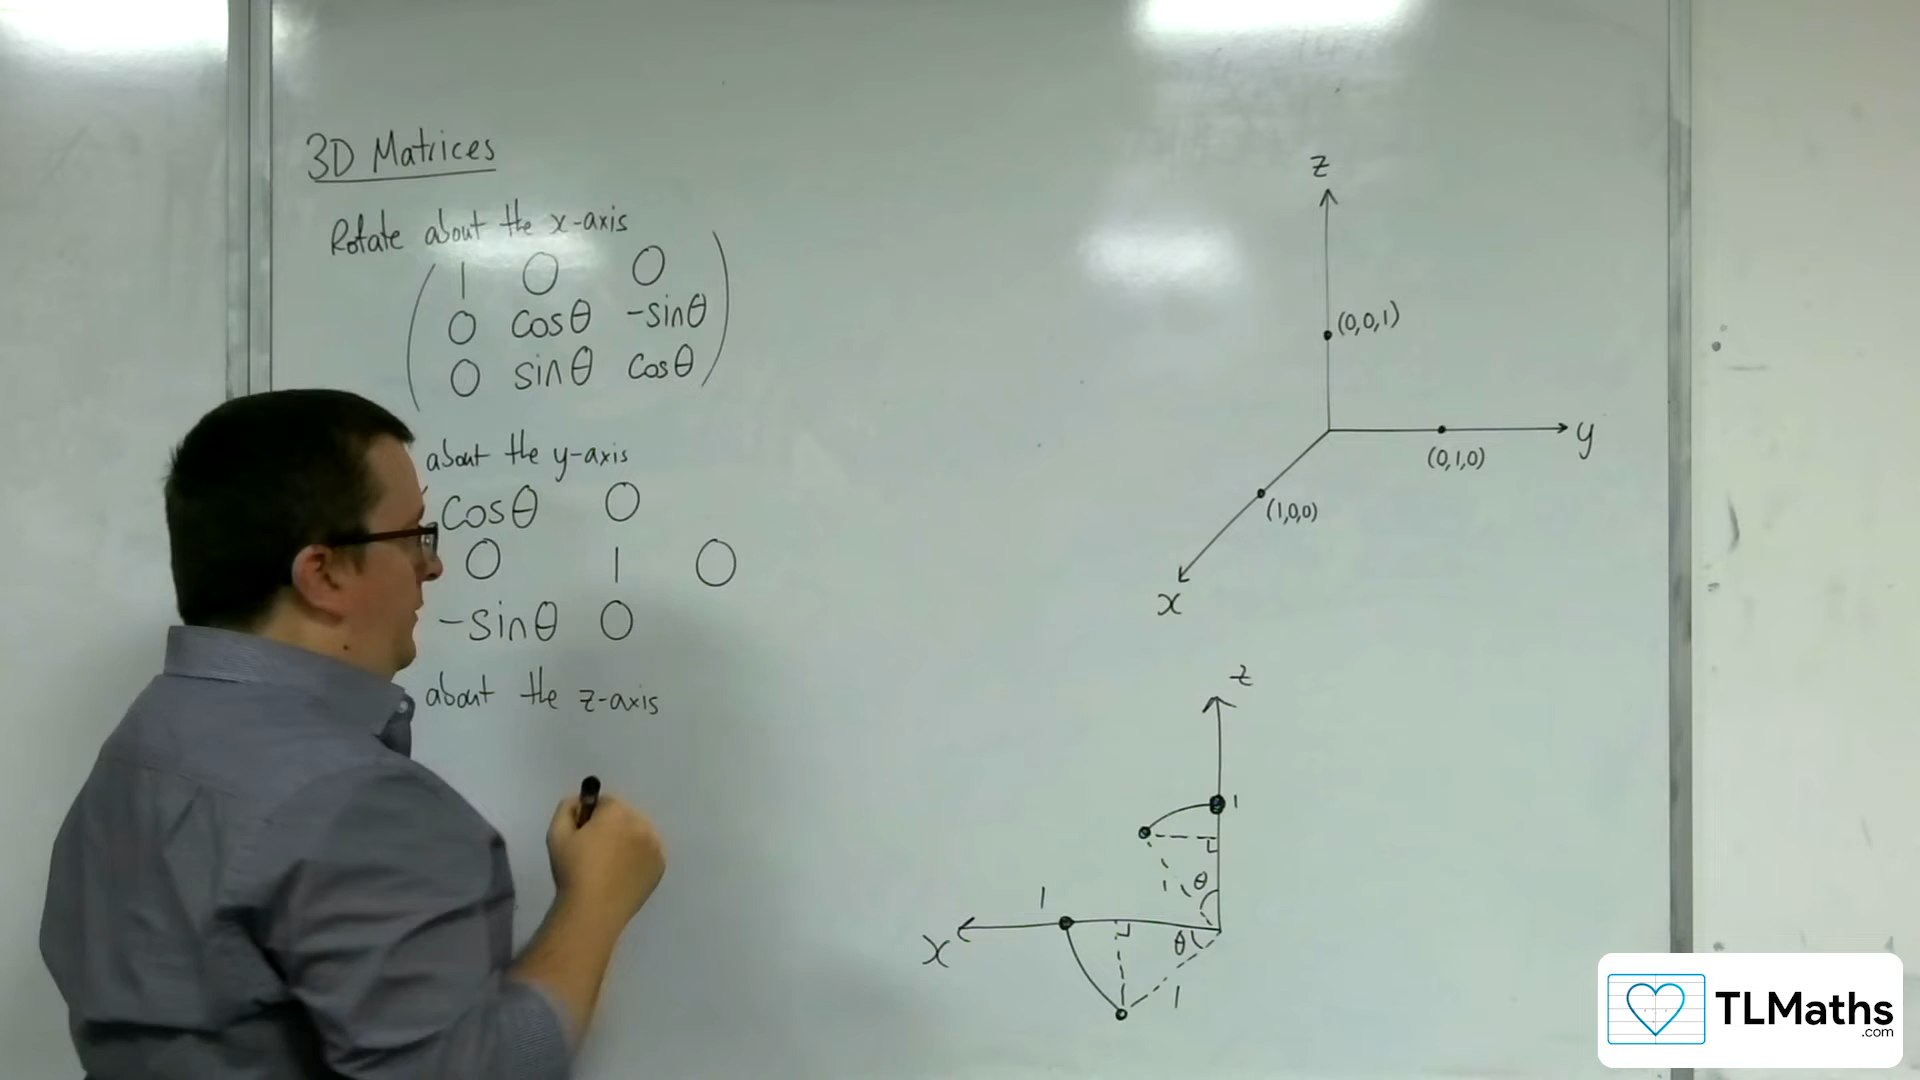 3D Matrices
Rotate about the x-axis
1 0 0
0 cosθ -sinθ
0 sinθ cosθ
about the y-axis
cosθ 0
0 1 0
-sinθ 0
about the z-axis
z
(0,0,1)
y
(0,1,0)
(1,0,0)
x
z
1
1 θ
1
x θ
1
TLMaths
.com